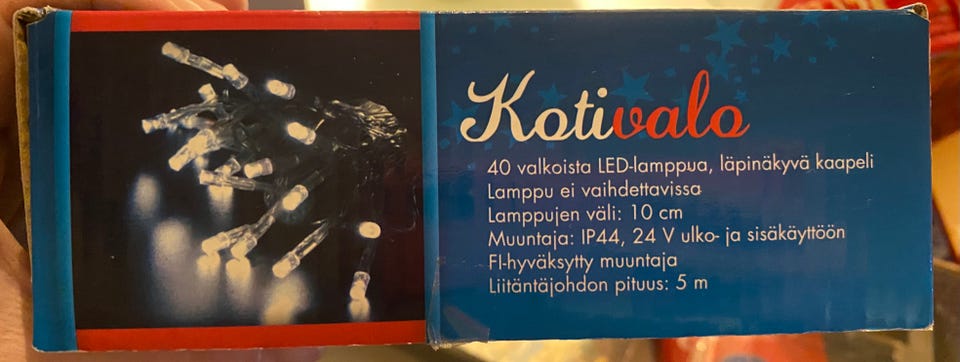 Kotivalo
40 valkoista LED-lamppua, läpinäkyvä kaapeli
Lamppu ei vaihdettavissa
Lamppujen väli: 10 cm
Muuntaja: IP44, 24 V ulko- ja sisäkäyttöön
FI-hyväksytty muuntaja
Liitäntäjohdon pituus: 5 m